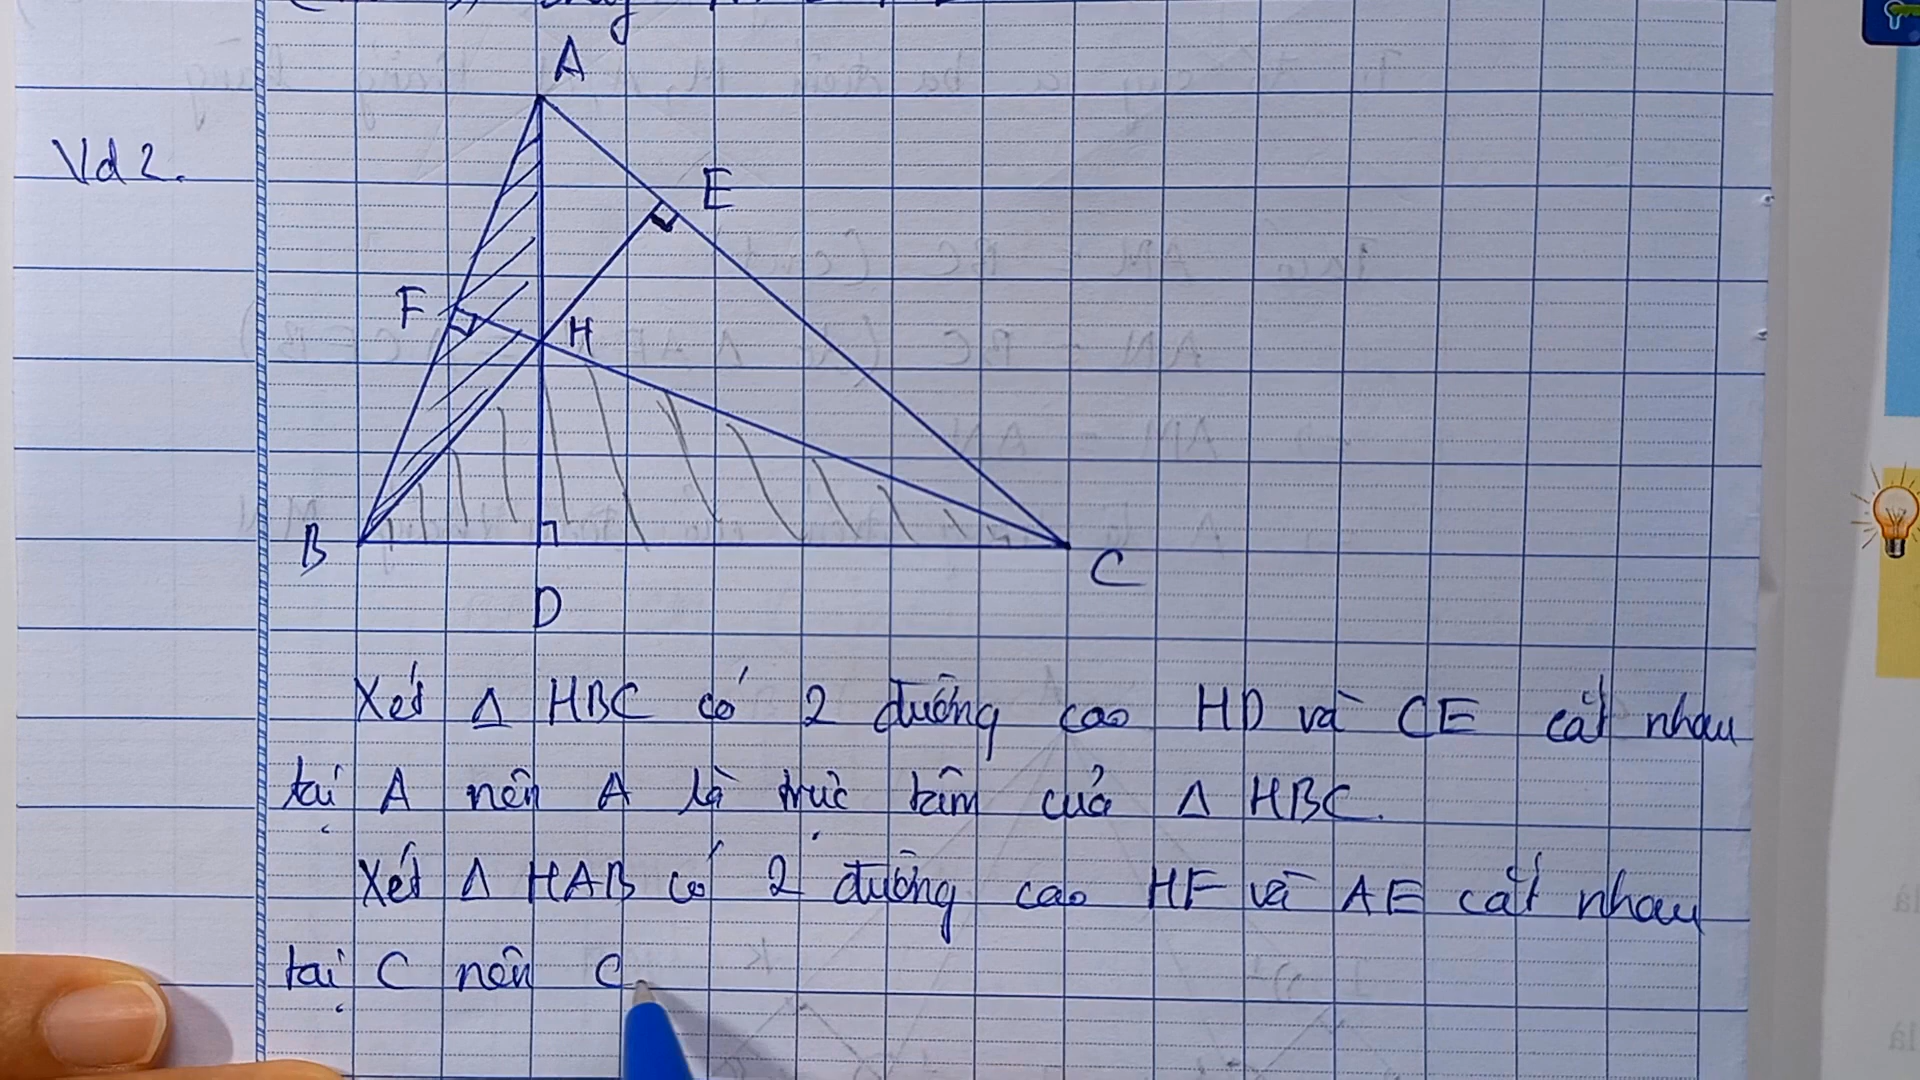 A
Vd 2.
E
F
H
B
C
D
Xét Δ HBC có 2 đường cao HD và CE cắt nhau
tại A nên A là trực tâm của Δ HBC.
Xét Δ HAB có 2 đường cao HF và AE cắt nhau
tại C nên C